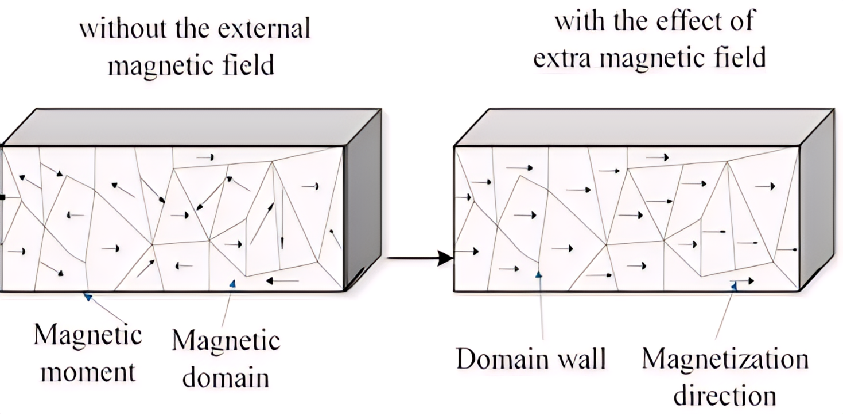 without the external
magnetic field
with the effect of
extra magnetic field
Magnetic
moment
Magnetic
domain
Domain wall
Magnetization
direction